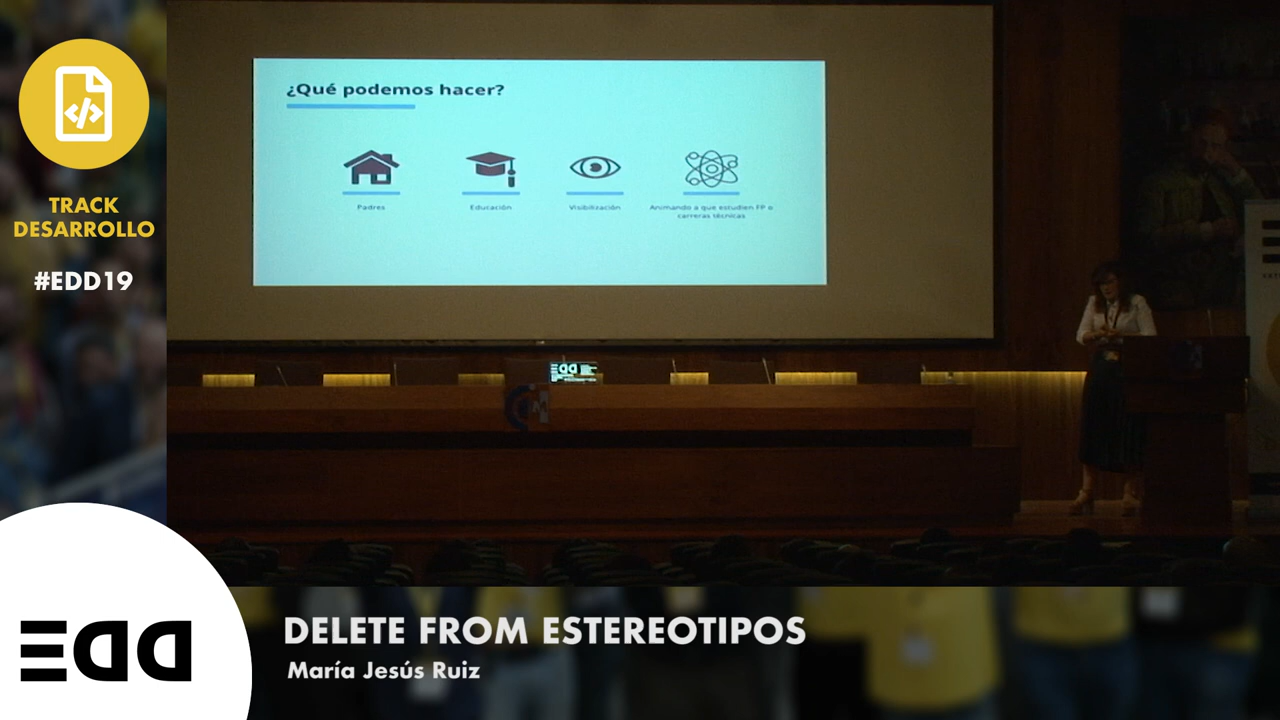 TRACK
DESARROLLO
#EDD19
¿Qué podemos hacer?
Padres
Educación
Visibilización
Animando a que estudien FP o
carreras técnicas
EDD
EDD
DELETE FROM ESTEREOTIPOS
María Jesús Ruiz